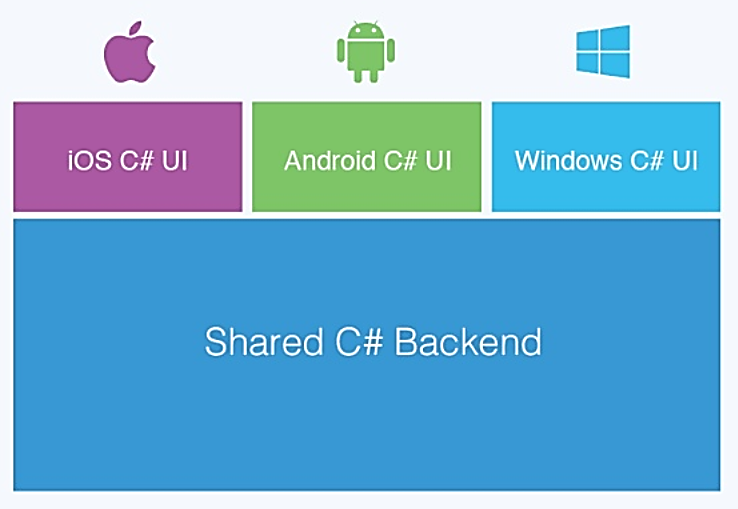 iOS C# UI
Android C# UI
Windows C# UI
Shared C# Backend